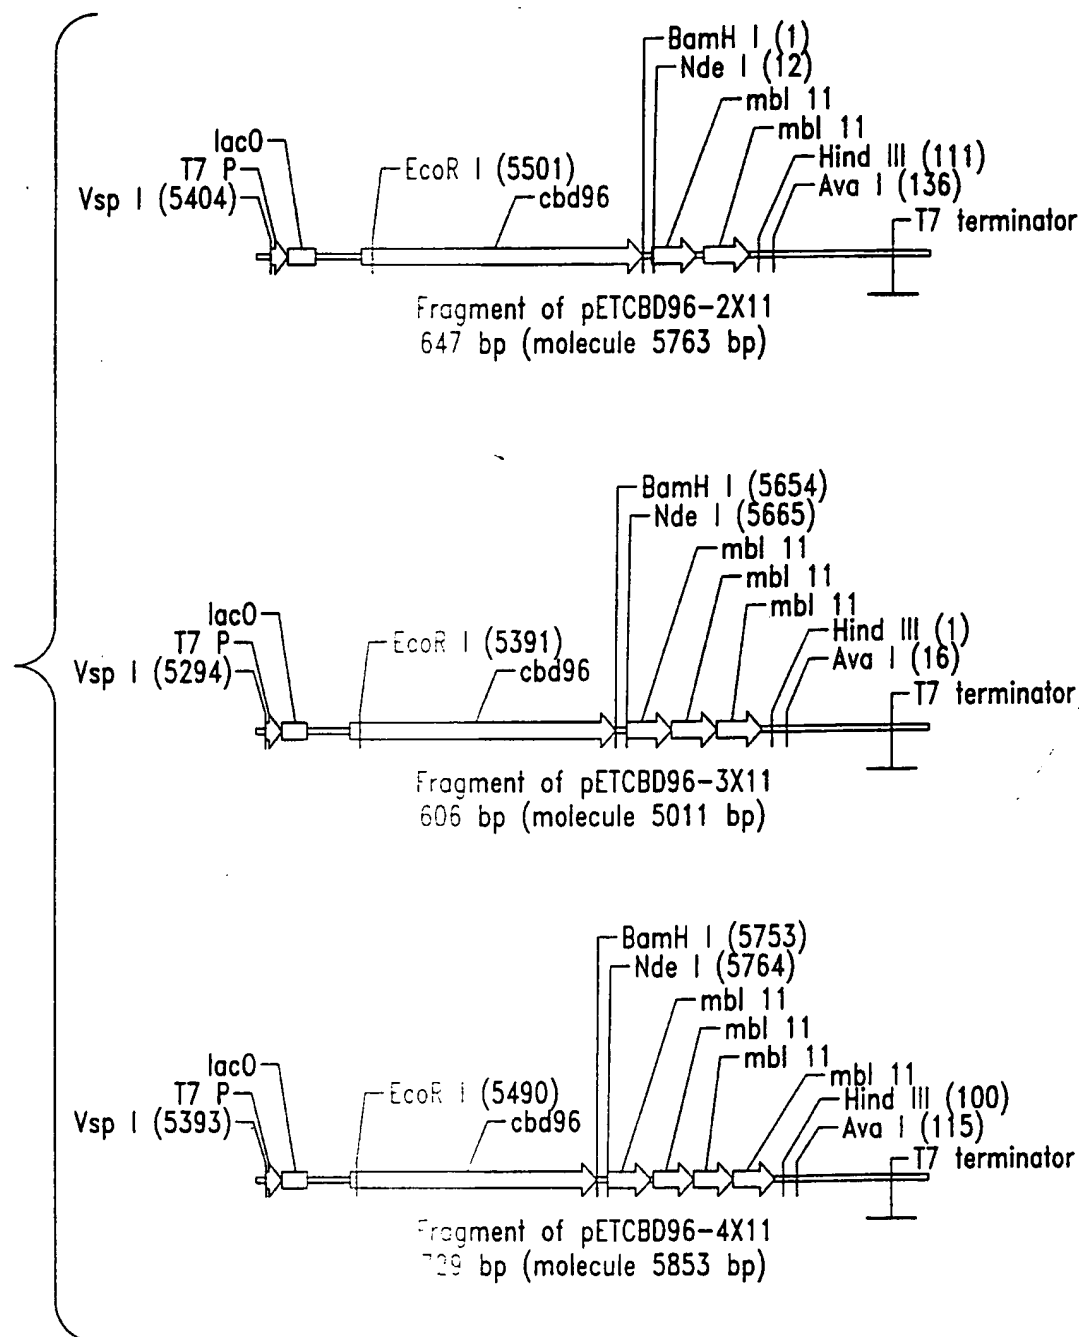 BamH I (1)
Nde I (12)
mbl 11
mbl 11
lacO
T7 P
Vsp I (5404)
EcoR I (5501)
cbd96
Hind III (111)
Ava I (136)
T7 terminator
Fragment of pETCBD96-2X11
647 bp (molecule 5763 bp)
BamH I (5654)
Nde I (5665)
mbl 11
mbl 11
mbl 11
lacO
T7 P
Vsp I (5294)
EcoR I (5391)
cbd96
Hind III (1)
Ava I (16)
T7 terminator
Fragment of pETCBD96-3X11
606 bp (molecule 5011 bp)
BamH I (5753)
Nde I (5764)
mbl 11
mbl 11
mbl 11
mbl 11
lacO
T7 P
Vsp I (5393)
EcoR I (5490)
cbd96
Hind III (100)
Ava I (115)
T7 terminator
Fragment of pETCBD96-4X11
bp (molecule 5853 bp)